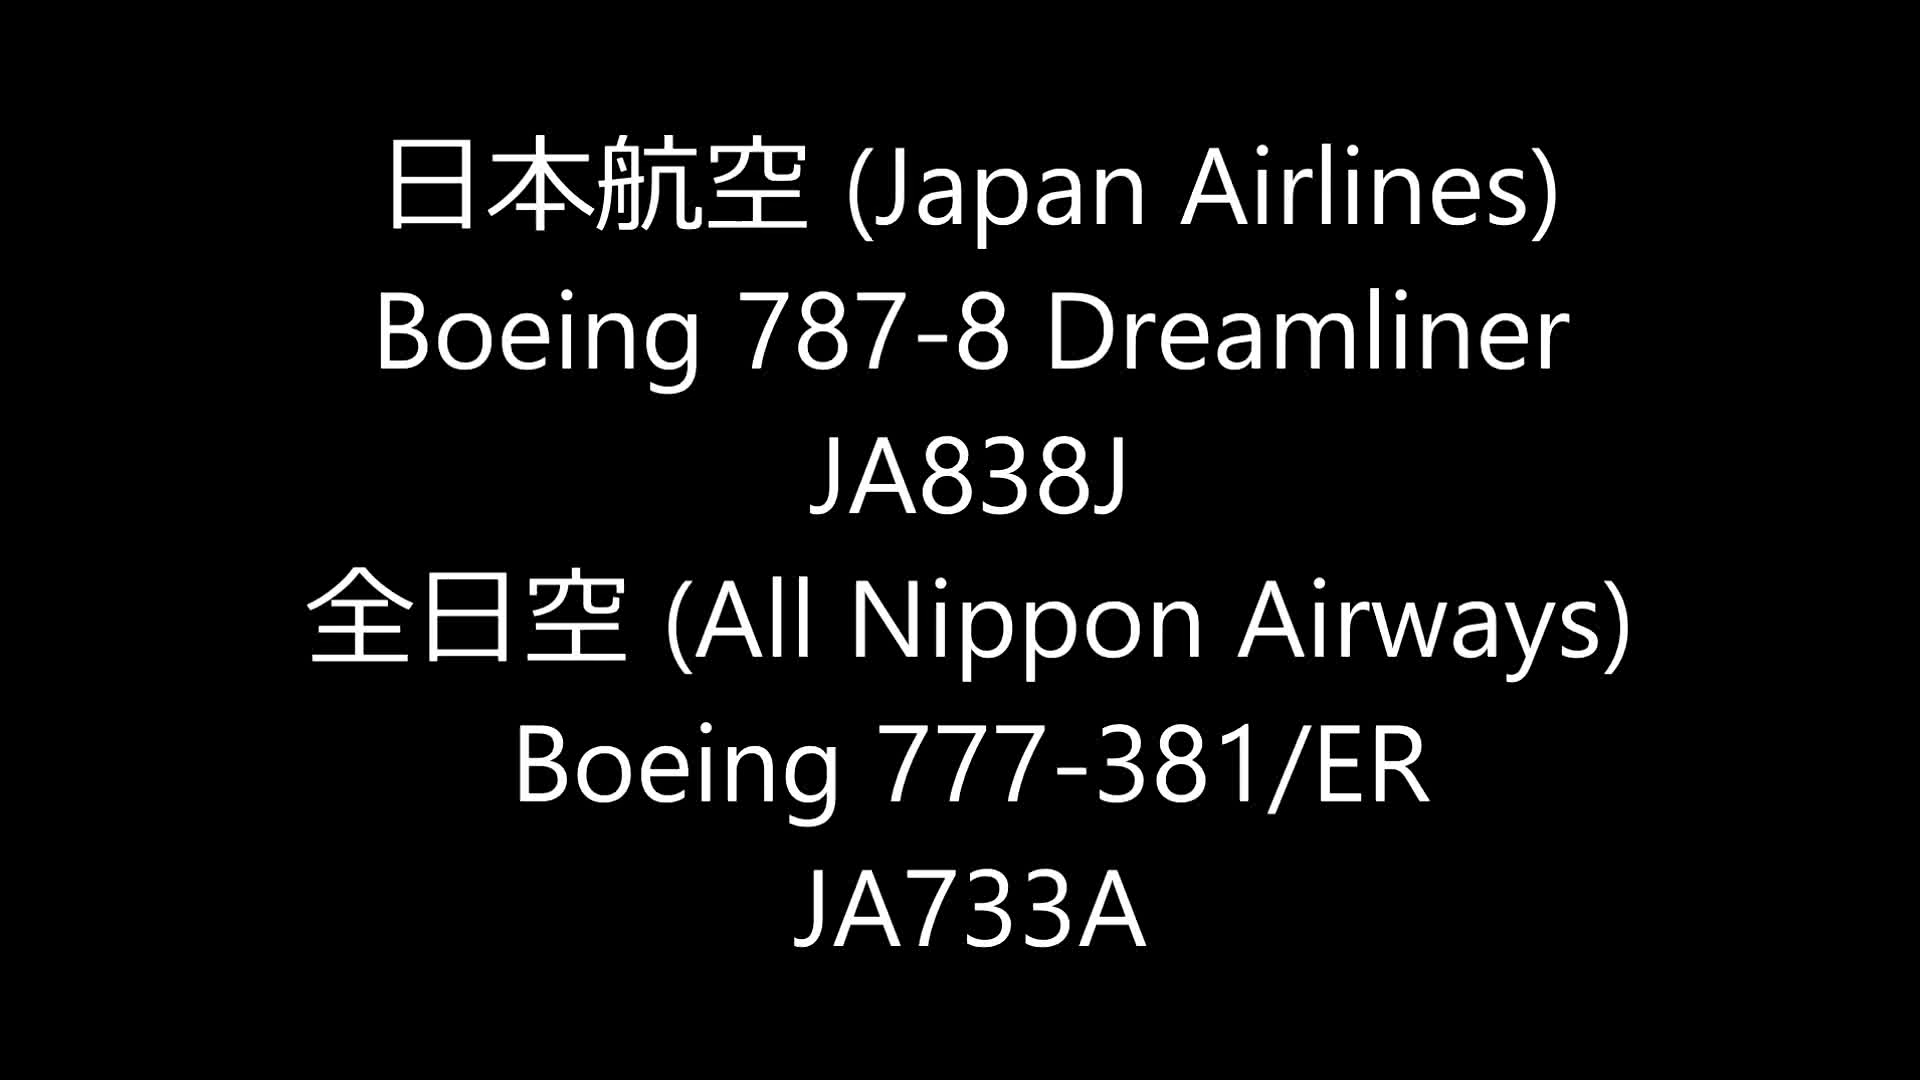 日本航空 (Japan Airlines)
Boeing 787-8 Dreamliner
JA838J
全日空 (All Nippon Airways)
Boeing 777-381/ER
JA733A